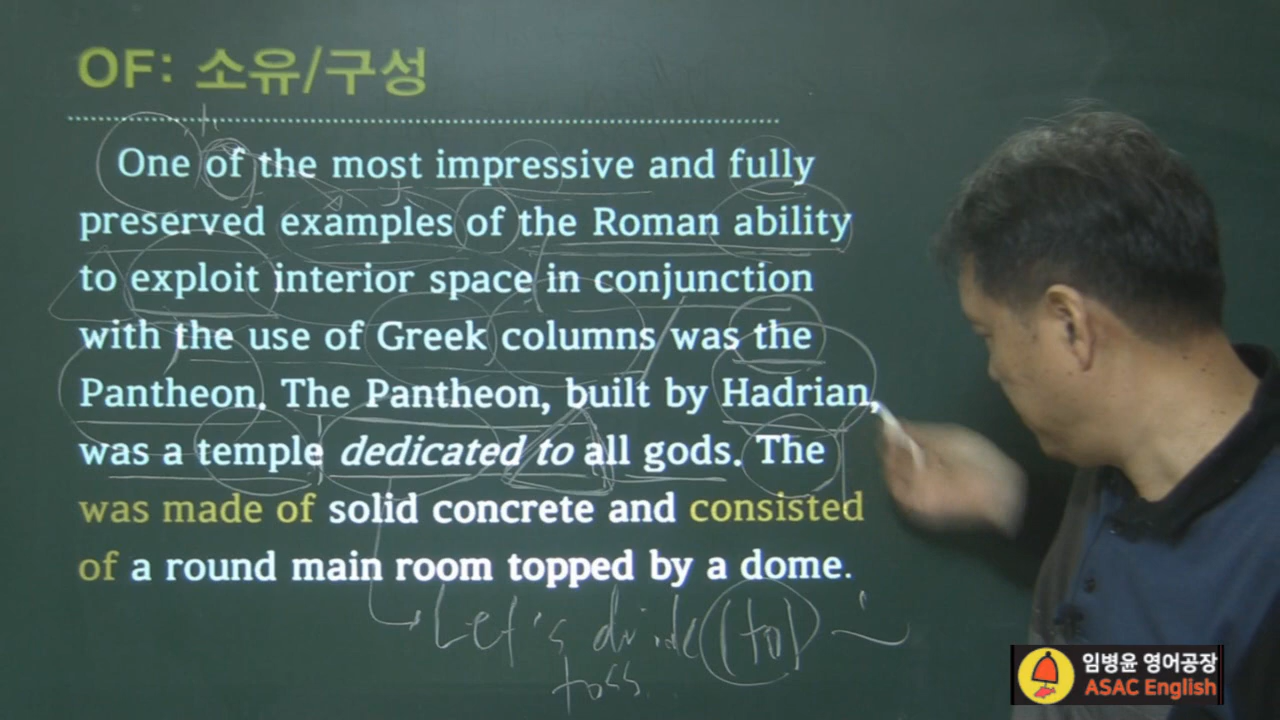 OF: 소유/구성
One of the most impressive and fully
preserved examples of the Roman ability
to exploit interior space in conjunction
with the use of Greek columns was the
Pantheon. The Pantheon, built by Hadrian,
was a temple dedicated to all gods. The
was made of solid concrete and consisted
of a round main room topped by a dome.
Let's (to) ~
toss
임병윤 영어공장
ASAC English